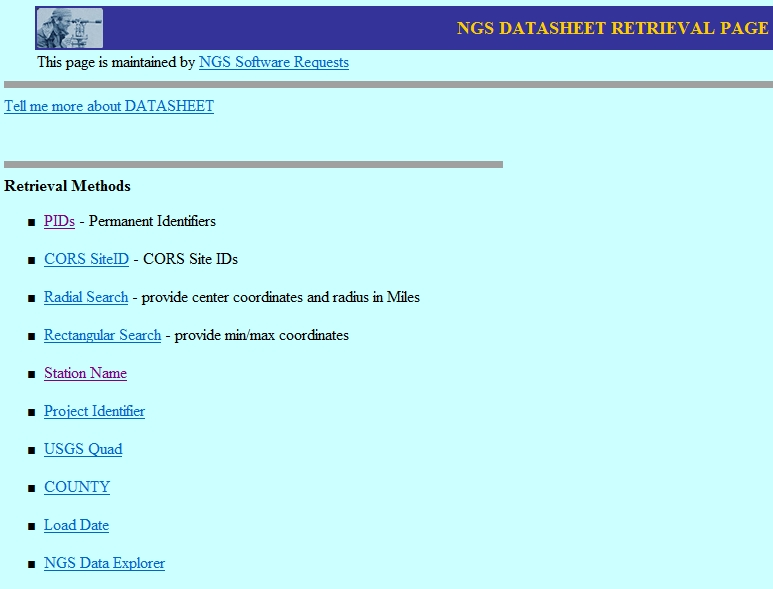 NGS DATASHEET RETRIEVAL PAGE
This page is maintained by NGS Software Requests
Tell me more about DATASHEET
Retrieval Methods
PIDs - Permanent Identifiers
CORS SiteID - CORS Site IDs
Radial Search - provide center coordinates and radius in Miles
Rectangular Search - provide min/max coordinates
Station Name
Project Identifier
USGS Quad
COUNTY
Load Date
NGS Data Explorer